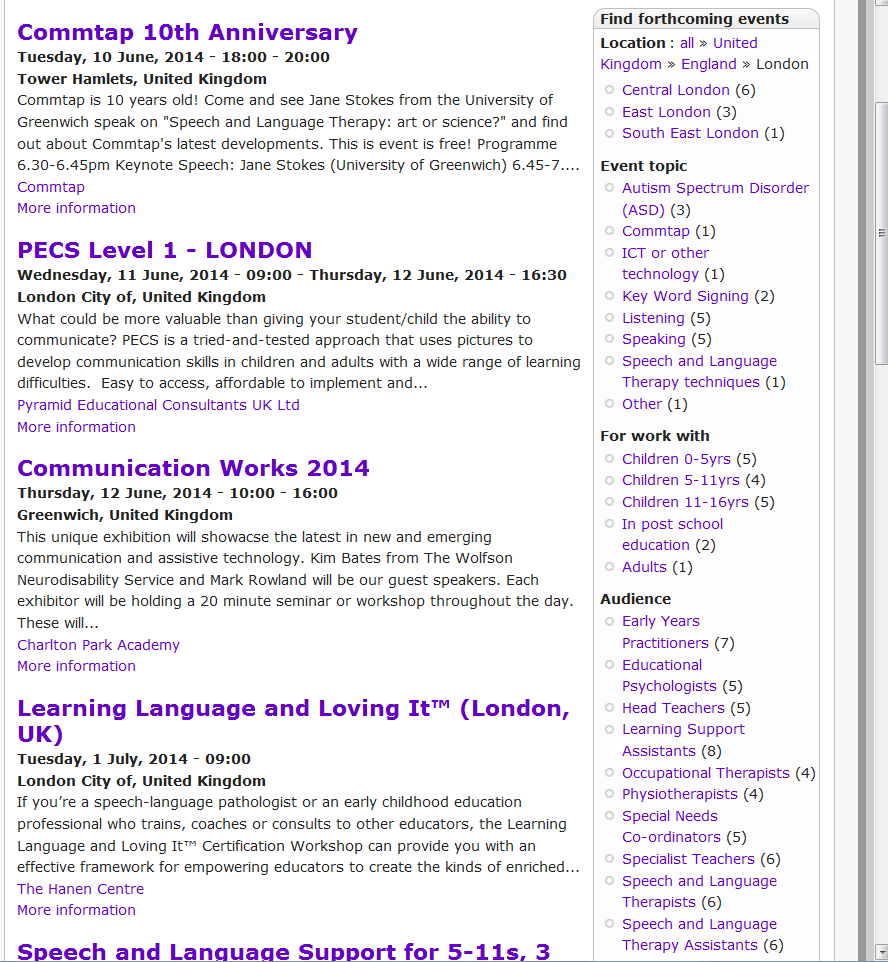 Commtap 10th Anniversary
Tuesday, 10 June, 2014 - 18:00 - 20:00
Tower Hamlets, United Kingdom
Commtap is 10 years old! Come and see Jane Stokes from the University of
Greenwich speak on "Speech and Language Therapy: art or science?" and find
out about Commtap's latest developments. This is event is free! Programme
6.30-6.45pm Keynote Speech: Jane Stokes (University of Greenwich) 6.45-7....
Commtap
More information
PECS Level 1 - LONDON
Wednesday, 11 June, 2014 - 09:00 - Thursday, 12 June, 2014 - 16:30
London City of, United Kingdom
What could be more valuable than giving your student/child the ability to
communicate? PECS is a tried-and-tested approach that uses pictures to
develop communication skills in children and adults with a wide range of learning
difficulties.  Easy to access, affordable to implement and...
Pyramid Educational Consultants UK Ltd
More information
Communication Works 2014
Thursday, 12 June, 2014 - 10:00 - 16:00
Greenwich, United Kingdom
This unique exhibition will showacse the latest in new and emerging
communication and assistive technology. Kim Bates from The Wolfson
Neurodisability Service and Mark Rowland will be our guest speakers. Each
exhibitor will be holding a 20 minute seminar or workshop throughout the day.
These will...
Charlton Park Academy
More information
Learning Language and Loving It™ (London,
UK)
Tuesday, 1 July, 2014 - 09:00
London City of, United Kingdom
If you’re a speech-language pathologist or an early childhood education
professional who trains, coaches or consults to other educators, the Learning
Language and Loving It™ Certification Workshop can provide you with an
effective framework for empowering educators to create the kinds of enriched...
The Hanen Centre
More information
Speech and Language Support for 5-11s, 3
Find forthcoming events
Location : all » United
Kingdom » England » London
Central London (6)
East London (3)
South East London (1)
Event topic
Autism Spectrum Disorder
(ASD) (3)
Commtap (1)
ICT or other
technology (1)
Key Word Signing (2)
Listening (5)
Speaking (5)
Speech and Language
Therapy techniques (1)
Other (1)
For work with
Children 0-5yrs (5)
Children 5-11yrs (4)
Children 11-16yrs (5)
In post school
education (2)
Adults (1)
Audience
Early Years
Practitioners (7)
Educational
Psychologists (5)
Head Teachers (5)
Learning Support
Assistants (8)
Occupational Therapists (4)
Physiotherapists (4)
Special Needs
Co-ordinators (5)
Specialist Teachers (6)
Speech and Language
Therapists (6)
Speech and Language
Therapy Assistants (6)